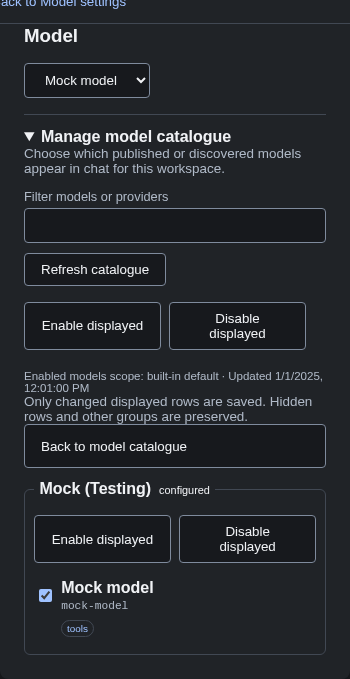 ack to Model settings
Model
Mock model
Manage model catalogue
Choose which published or discovered models
appear in chat for this workspace.
Filter models or providers
Refresh catalogue
Enable displayed
Disable
displayed
Enabled models scope: built-in default · Updated 1/1/2025,
12:01:00 PM
Only changed displayed rows are saved. Hidden
rows and other groups are preserved.
Back to model catalogue
Mock (Testing) configured
Enable displayed
Disable
displayed
Mock model
mock-model
tools